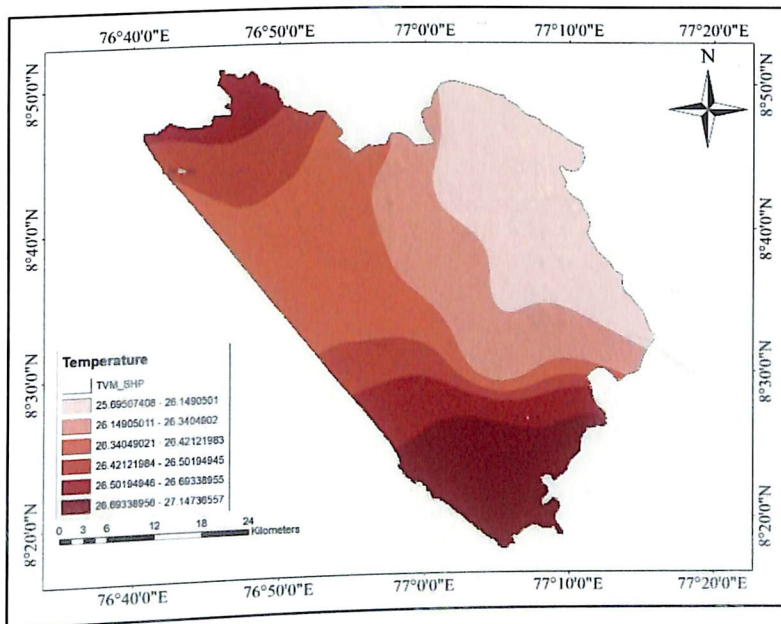 76°40'0"E 76°50'0"E 77°0'0"E 77°10'0"E 77°20'0"E
N
8°50'0"N 8°50'0"N
8°40'0"N 8°40'0"N
8°30'0"N 8°30'0"N
8°20'0"N 8°20'0"N
Temperature
TVM_SHP
25.69507408 - 26.1490501
26.14905011 - 26.3404902
26.34049021 - 26.42121983
26.42121984 - 26.50194945
26.50194946 - 26.69338955
26.69338956 - 27.14736557
0 3 6 12 18 24
Kilometers
76°40'0"E 76°50'0"E 77°0'0"E 77°10'0"E 77°20'0"E